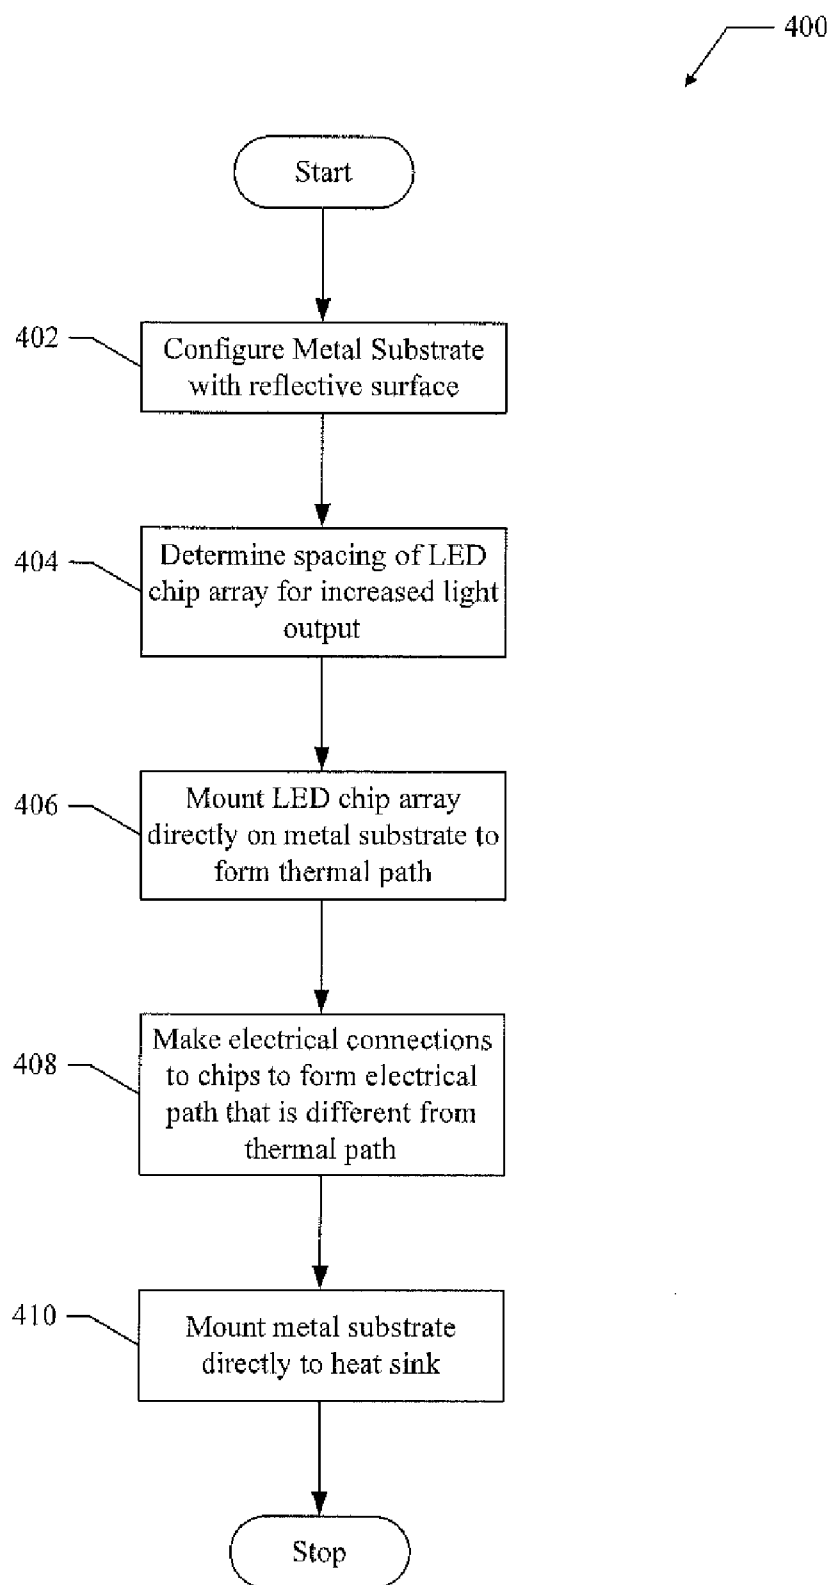 400
Start
402
Configure Metal Substrate
with reflective surface
404
Determine spacing of LED
chip array for increased light
output
406
Mount LED chip array
directly on metal substrate to
form thermal path
408
Make electrical connections
to chips to form electrical
path that is different from
thermal path
410
Mount metal substrate
directly to heat sink
Stop